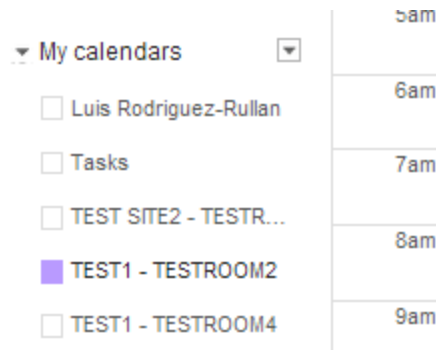 5am
My calendars
6am
Luis Rodriguez-Rullan
Tasks
7am
TEST SITE2 - TESTR...
8am
TEST1 - TESTROOM2
9am
TEST1 - TESTROOM4